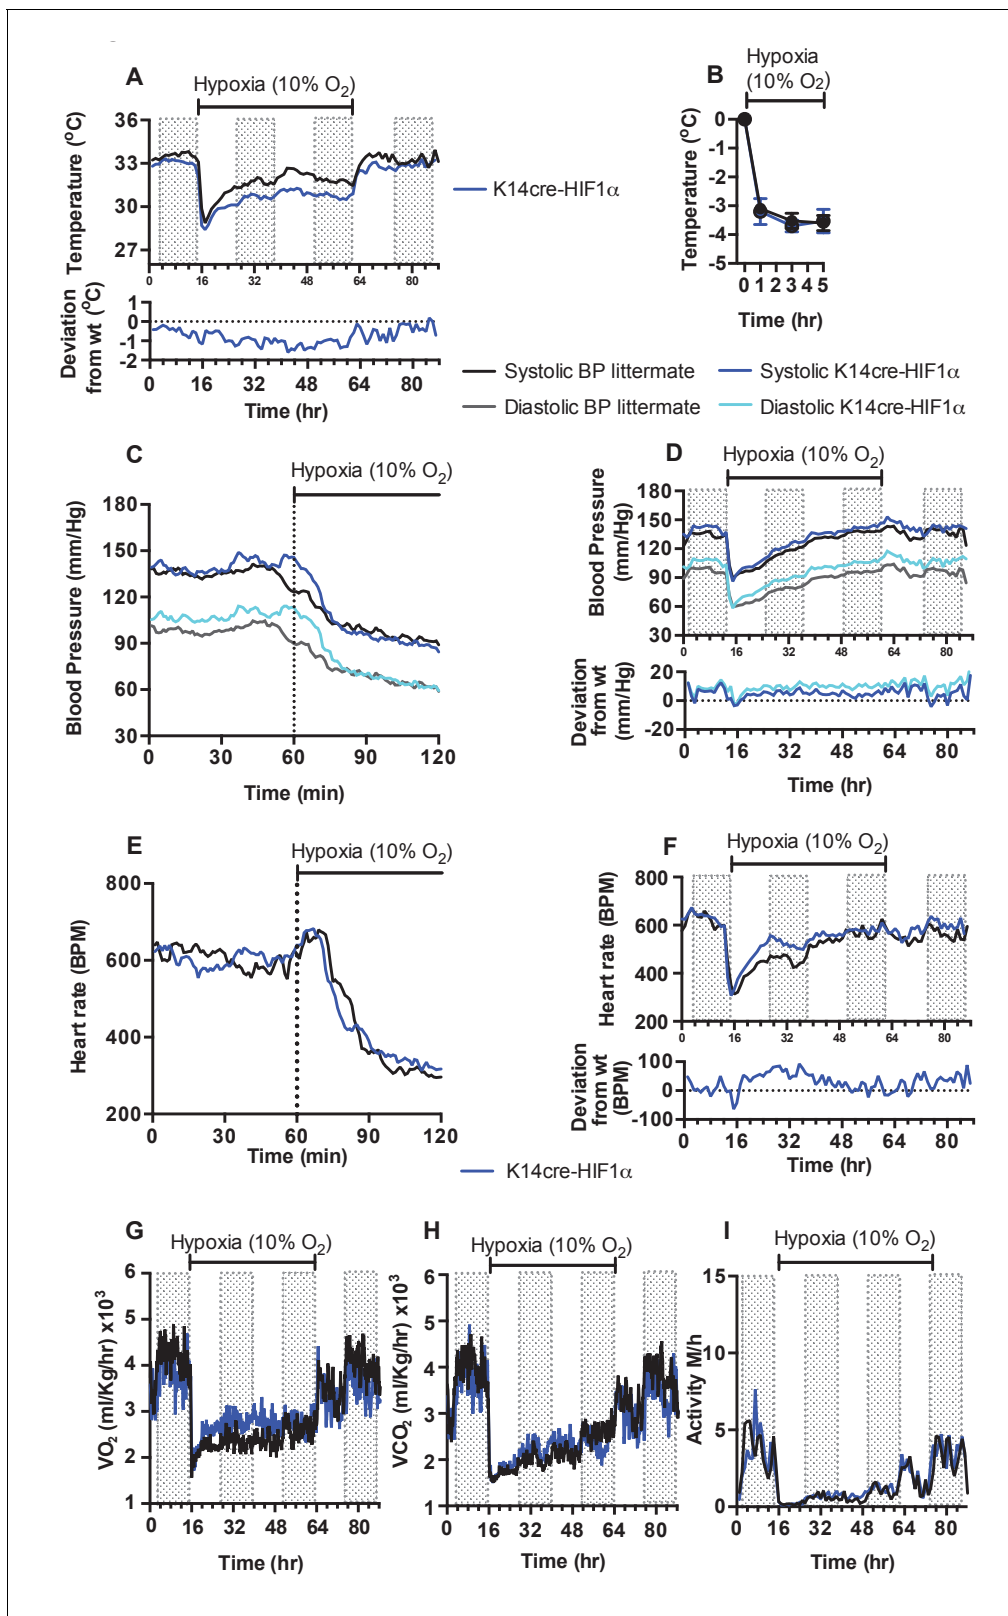 A
Hypoxia (10% O2)
Temperature (oC)
36
33
30
27
0 16 32 48 64 80
K14cre-HIF1α
Deviation
from wt (oC)
1
0
-1
-2
0 16 32 48 64 80
Time (hr)
B
Hypoxia
(10% O2)
Temperature (oC)
0
-1
-2
-3
-4
-5
0 1 2 3 4 5
Time (hr)
Systolic BP littermate
Systolic K14cre-HIF1α
Diastolic BP littermate
Diastolic K14cre-HIF1α
C
Hypoxia (10% O2)
Blood Pressure (mm/Hg)
180
150
120
90
60
30
0 30 60 90 120
Time (min)
D
Hypoxia (10% O2)
Blood Pressure
(mm/Hg)
180
150
120
90
60
30
0 16 32 48 64 80
Deviation
from wt
(mm/Hg)
20
0
-20
0 16 32 48 64 80
Time (hr)
E
Hypoxia (10% O2)
Heart rate (BPM)
800
600
400
200
0 30 60 90 120
Time (min)
F
Hypoxia (10% O2)
Heart rate (BPM)
800
600
400
200
0 16 32 48 64 80
Deviation
from wt
(BPM)
100
0
-100
0 16 32 48 64 80
Time (hr)
K14cre-HIF1α
G
Hypoxia (10% O2)
VO2 (ml/Kg/hr) x103
6
5
4
3
2
1
0 16 32 48 64 80
Time (hr)
H
Hypoxia (10% O2)
VCO2 (ml/Kg/hr) x103
6
5
4
3
2
1
0 16 32 48 64 80
Time (hr)
I
Hypoxia (10% O2)
Activity M/h
15
10
5
0
0 16 32 48 64 80
Time (hr)